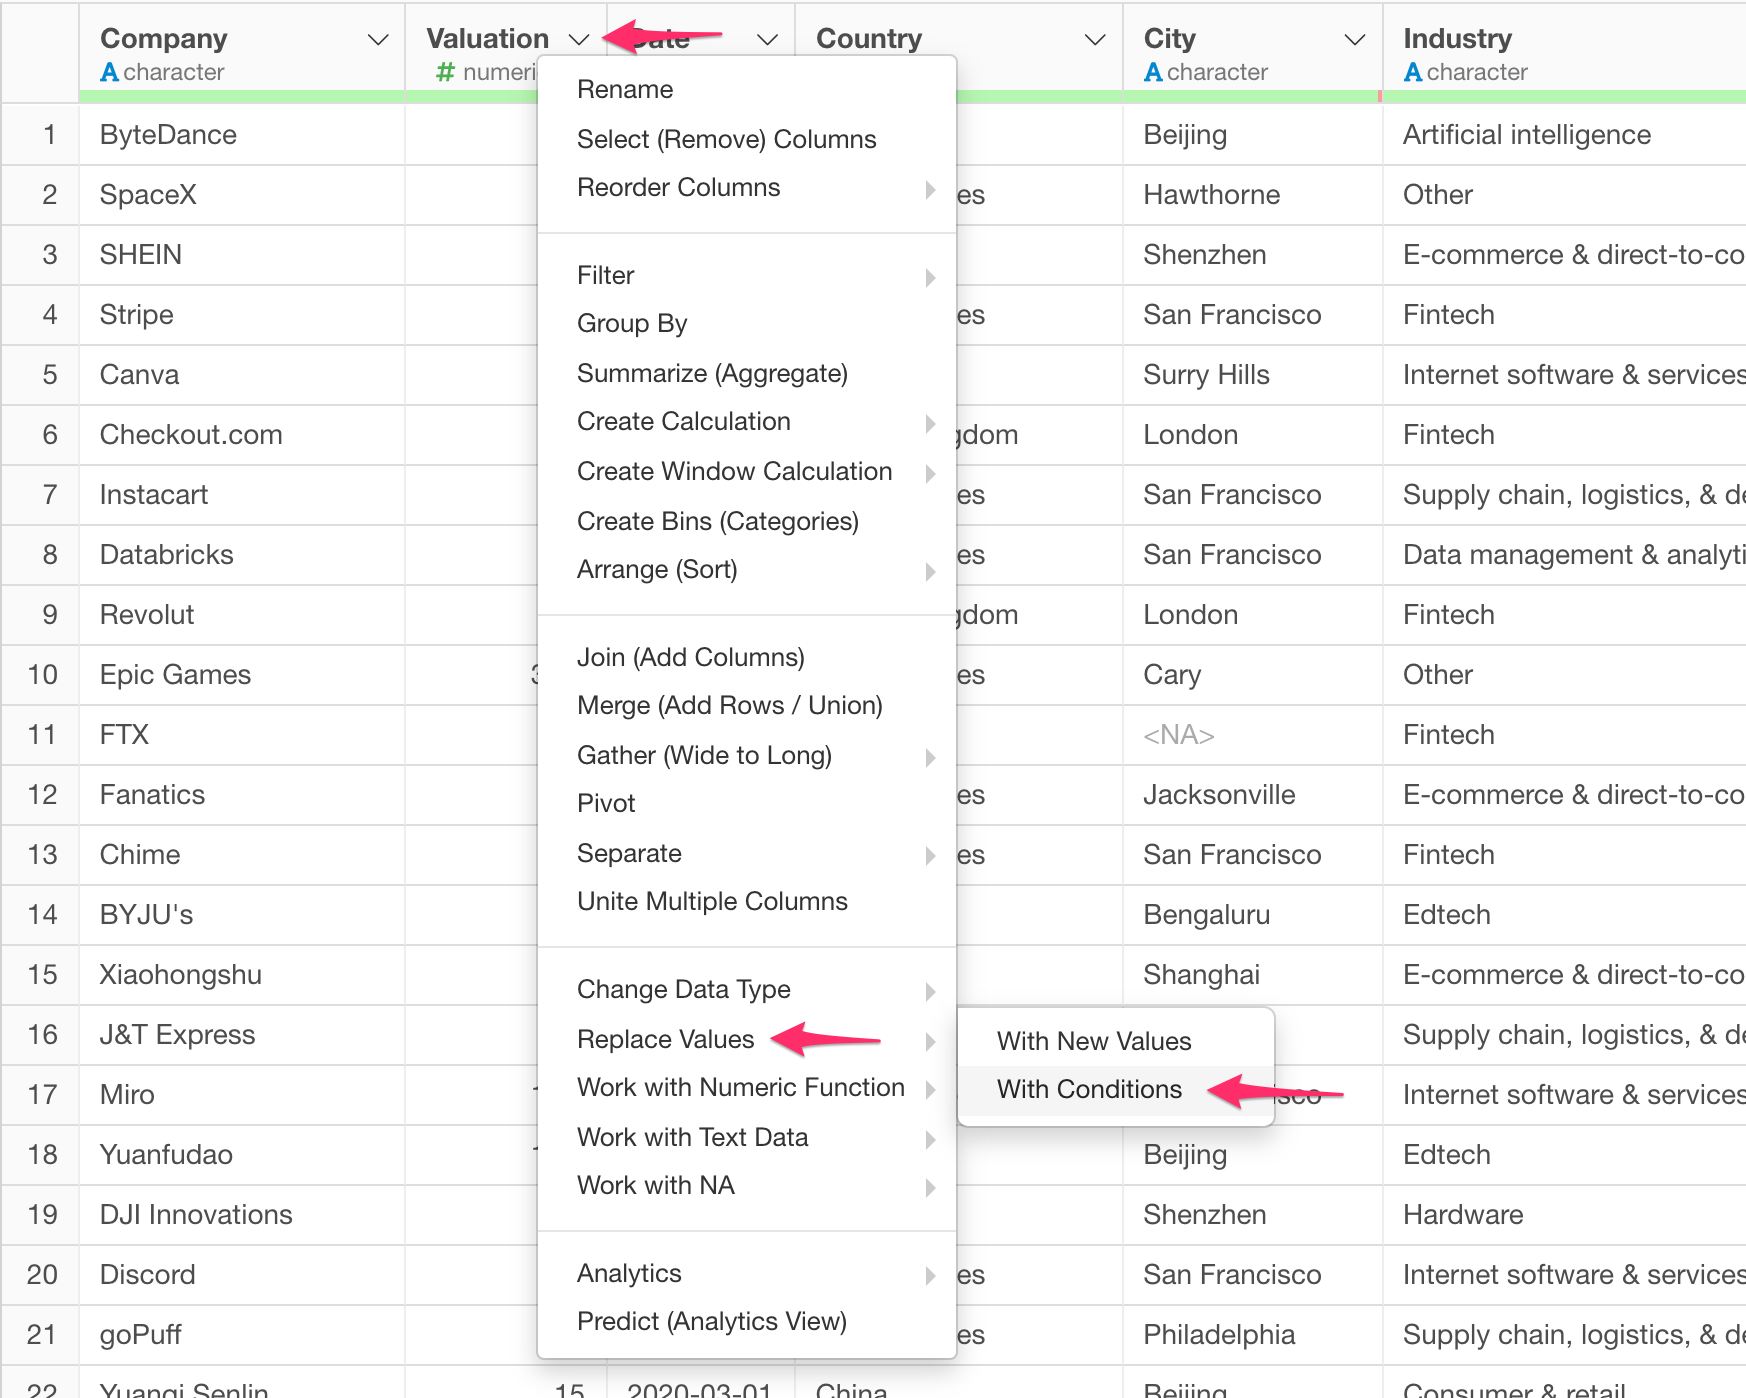 Company Valuation Date Country City Industry
A character # numeri A character A character
1 ByteDance Beijing Artificial intelligence
2 SpaceX es Hawthorne Other
3 SHEIN Shenzhen E-commerce & direct-to-co
4 Stripe es San Francisco Fintech
5 Canva Surry Hills Internet software & services
6 Checkout.com gdom London Fintech
7 Instacart es San Francisco Supply chain, logistics, & de
8 Databricks es San Francisco Data management & analyti
9 Revolut gdom London Fintech
10 Epic Games 3 es Cary Other
11 FTX <NA> Fintech
12 Fanatics es Jacksonville E-commerce & direct-to-co
13 Chime es San Francisco Fintech
14 BYJU's Bengaluru Edtech
15 Xiaohongshu Shanghai E-commerce & direct-to-co
16 J&T Express Supply chain, logistics, & de
17 Miro 1 isco Internet software & services
18 Yuanfudao 1 Beijing Edtech
19 DJI Innovations Shenzhen Hardware
20 Discord es San Francisco Internet software & services
21 goPuff es Philadelphia Supply chain, logistics, & de
22 Yuanqi Senlin 15 2020-03-01 China Beijing Consumer & retail
Rename
Select (Remove) Columns
Reorder Columns
Filter
Group By
Summarize (Aggregate)
Create Calculation
Create Window Calculation
Create Bins (Categories)
Arrange (Sort)
Join (Add Columns)
Merge (Add Rows / Union)
Gather (Wide to Long)
Pivot
Separate
Unite Multiple Columns
Change Data Type
Replace Values
Work with Numeric Function
Work with Text Data
Work with NA
Analytics
Predict (Analytics View)
With New Values
With Conditions